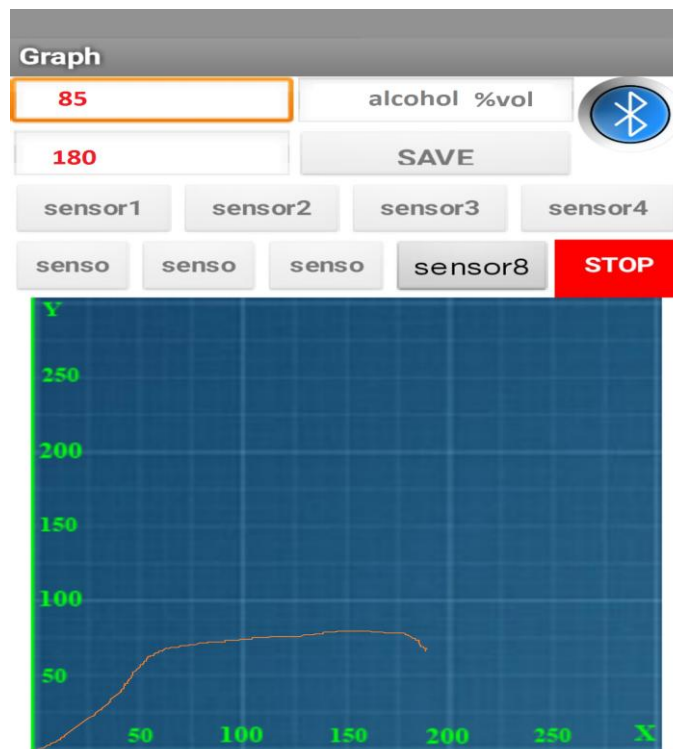 Graph
85 alcohol %vol
180 SAVE
sensor1 sensor2 sensor3 sensor4
senso senso senso sensor8 STOP
Y
250
200
150
100
50
50 100 150 200 250 X